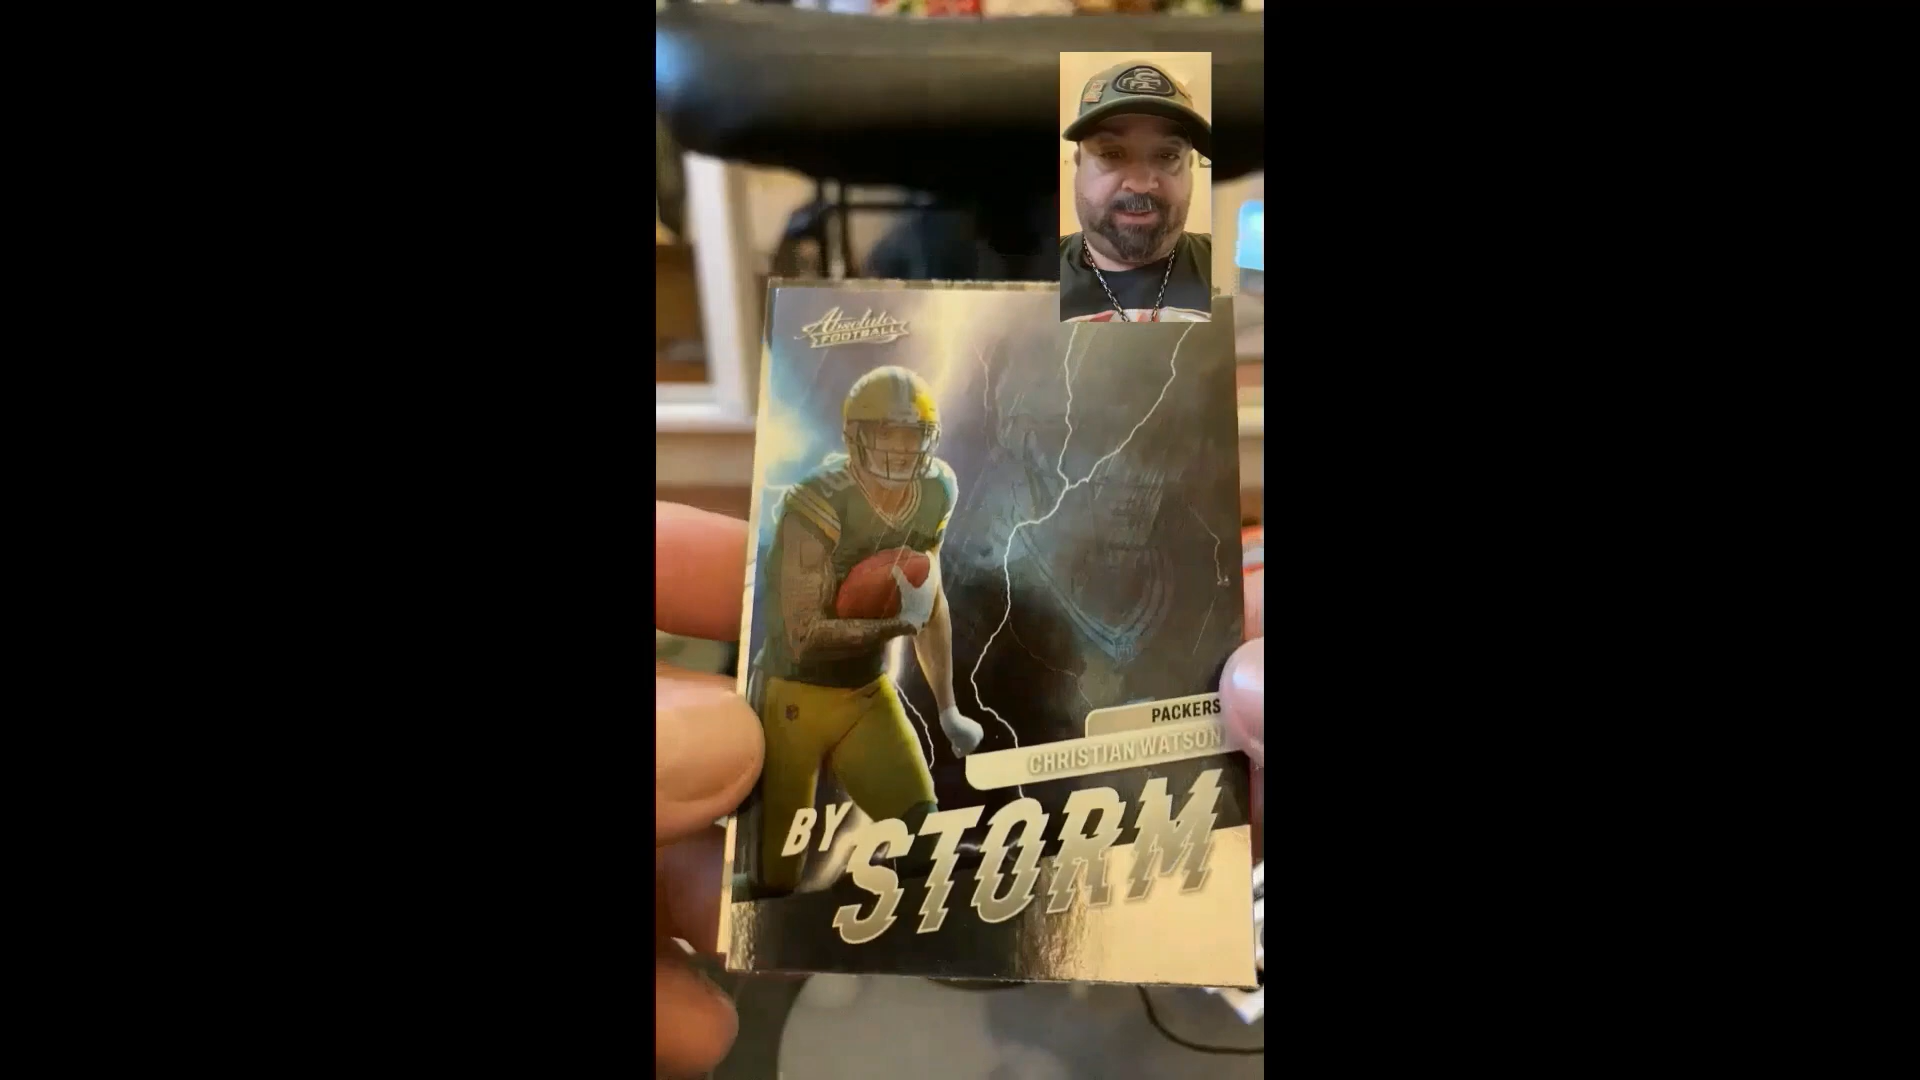 Absolute
FOOTBALL
PACKERS
CHRISTIAN WATSON
BY STORM